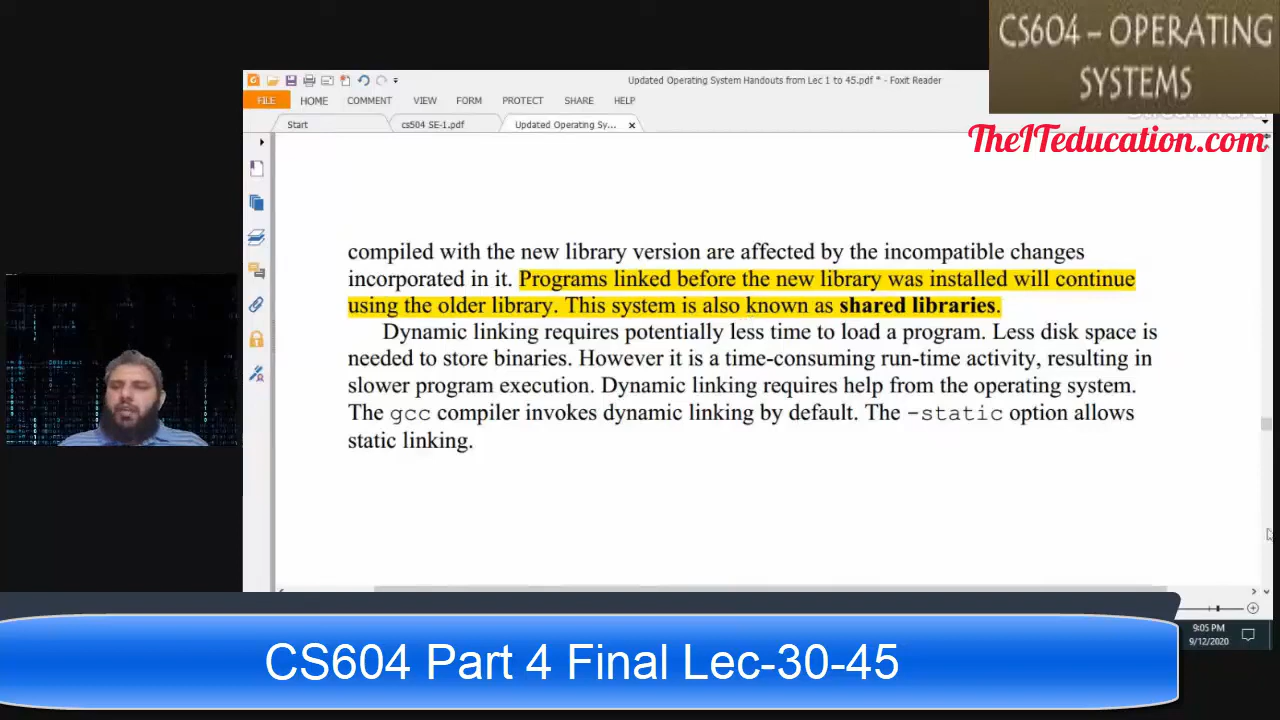 CS604 – OPERATING
SYSTEMS
Updated Operating System Handouts from Lec 1 to 45.pdf * - Foxit Reader
FILE HOME COMMENT VIEW FORM PROTECT SHARE HELP
TheITeducation.com
Start cs504 SE-1.pdf Updated Operating Sy... x
compiled with the new library version are affected by the incompatible changes
incorporated in it. Programs linked before the new library was installed will continue
using the older library. This system is also known as shared libraries.
Dynamic linking requires potentially less time to load a program. Less disk space is
needed to store binaries. However it is a time-consuming run-time activity, resulting in
slower program execution. Dynamic linking requires help from the operating system.
The gcc compiler invokes dynamic linking by default. The -static option allows
static linking.
9:05 PM
9/12/2020
CS604 Part 4 Final Lec-30-45